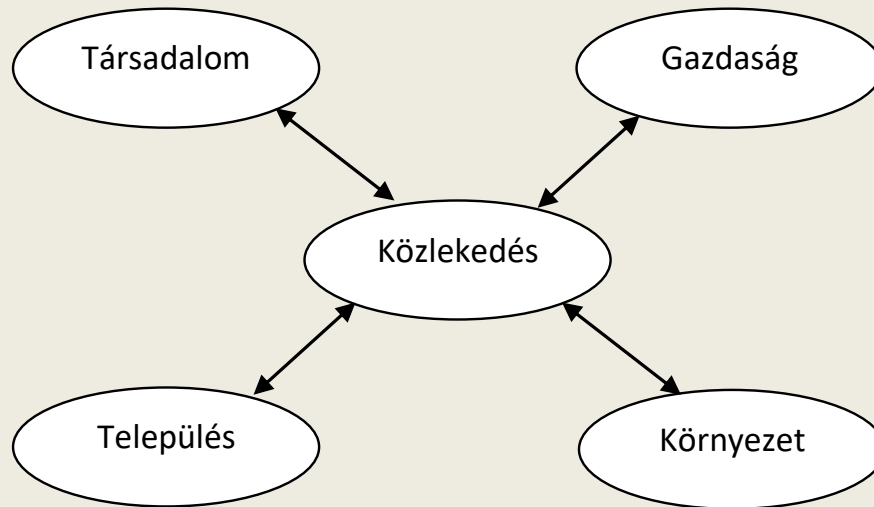 Társadalom
Gazdaság
Közlekedés
Település
Környezet